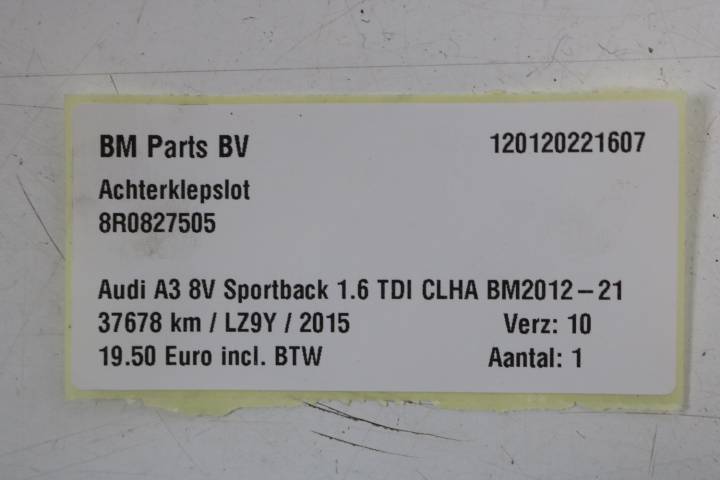 BM Parts BV 120120221607
Achterklepslot
8R0827505
Audi A3 8V Sportback 1.6 TDI CLHA BM2012-21
37678 km / LZ9Y / 2015 Verz: 10
19.50 Euro incl. BTW Aantal: 1